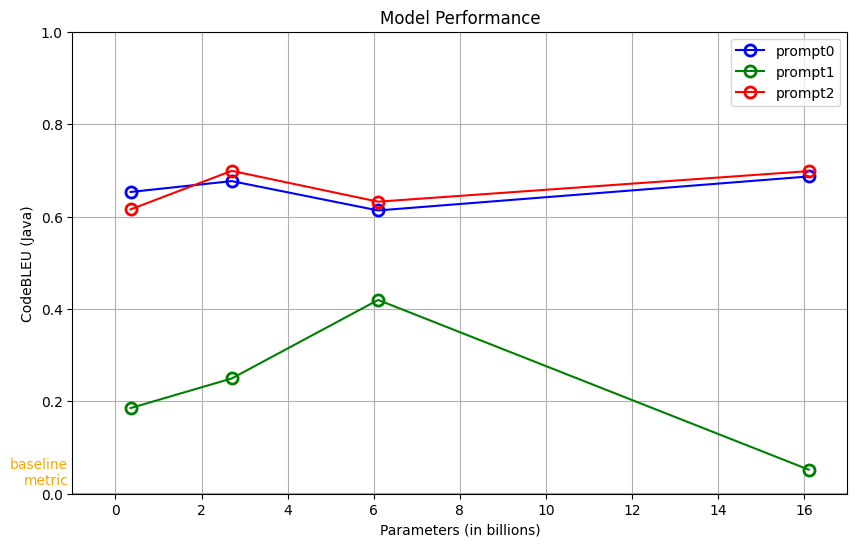 Model Performance
prompt0
prompt1
prompt2
1.0
0.8
0.6
0.4
0.2
0.0
CodeBLEU (Java)
baseline
metric
0
2
4
6
8
10
12
14
16
Parameters (in billions)